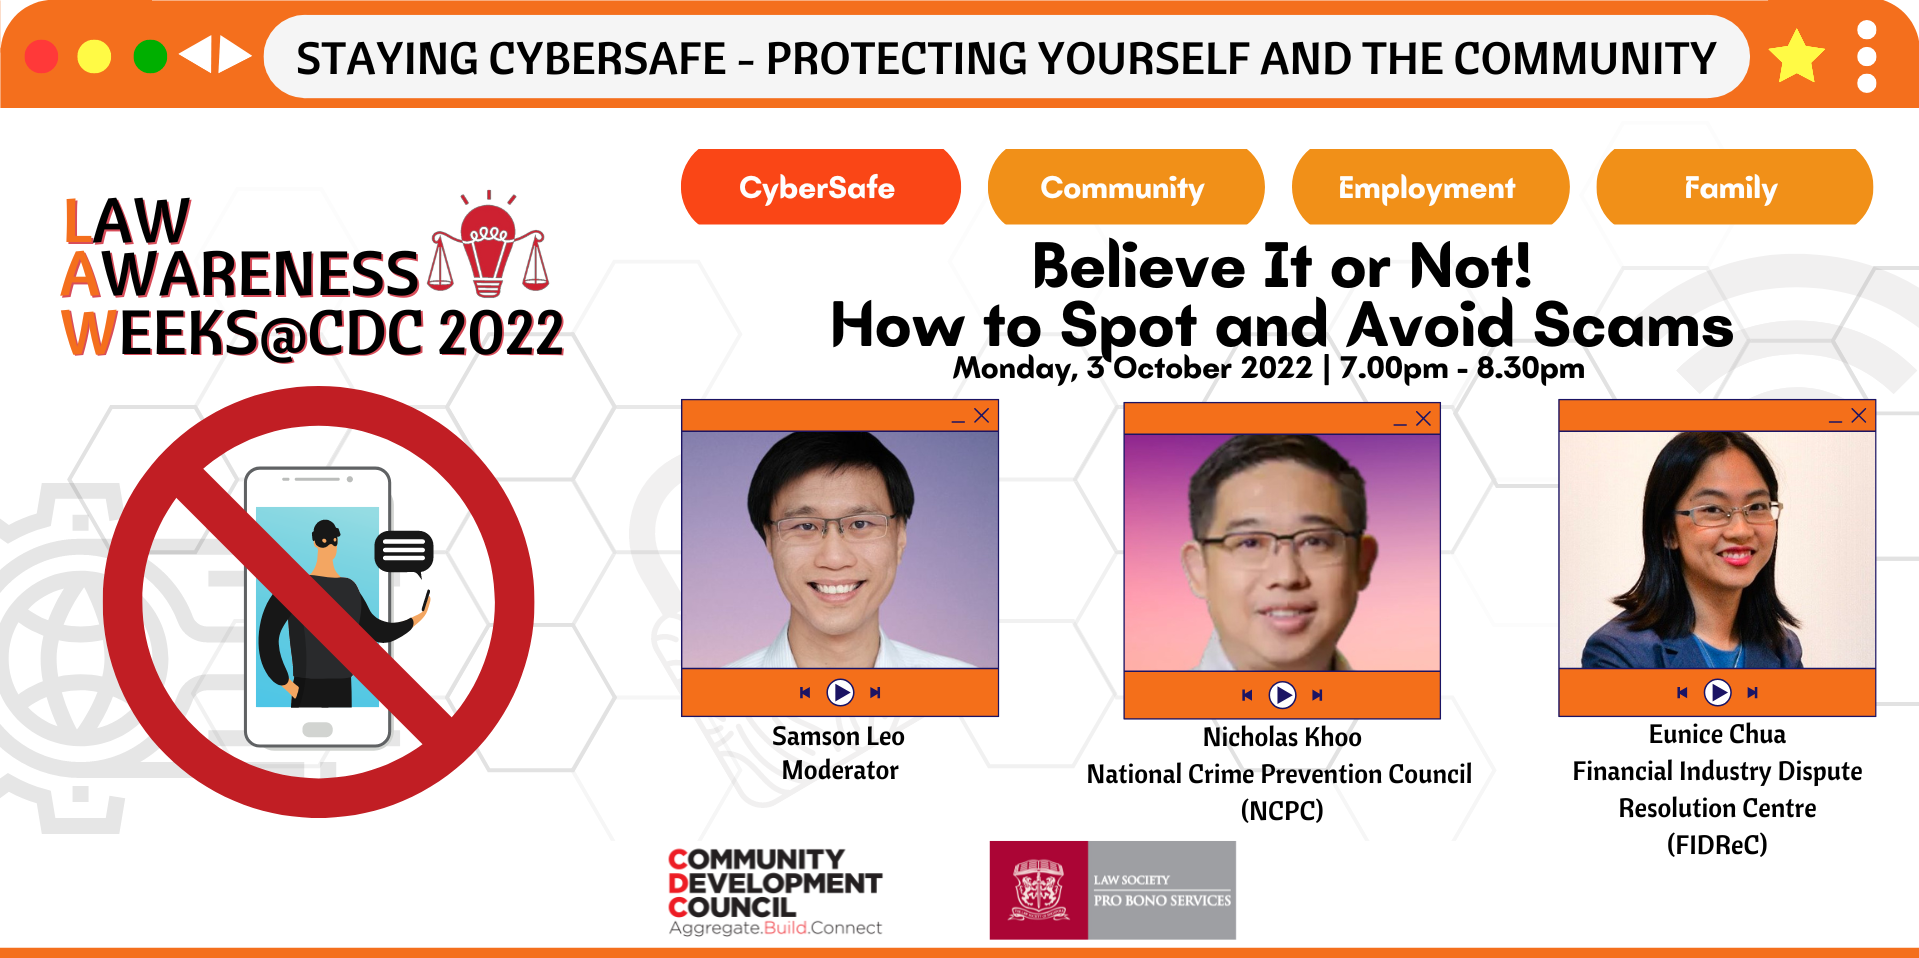 STAYING CYBERSAFE - PROTECTING YOURSELF AND THE COMMUNITY
LAW
AWARENESS
WEEKS@CDC 2022
CyberSafe
Community
Employment
Family
Believe It or Not!
How to Spot and Avoid Scams
Monday, 3 October 2022 | 7.00pm - 8.30pm
Samson Leo
Moderator
Nicholas Khoo
National Crime Prevention Council
(NCPC)
Eunice Chua
Financial Industry Dispute
Resolution Centre
(FIDReC)
COMMUNITY
DEVELOPMENT
COUNCIL
Aggregate.Build.Connect
LAW SOCIETY
PRO BONO SERVICES